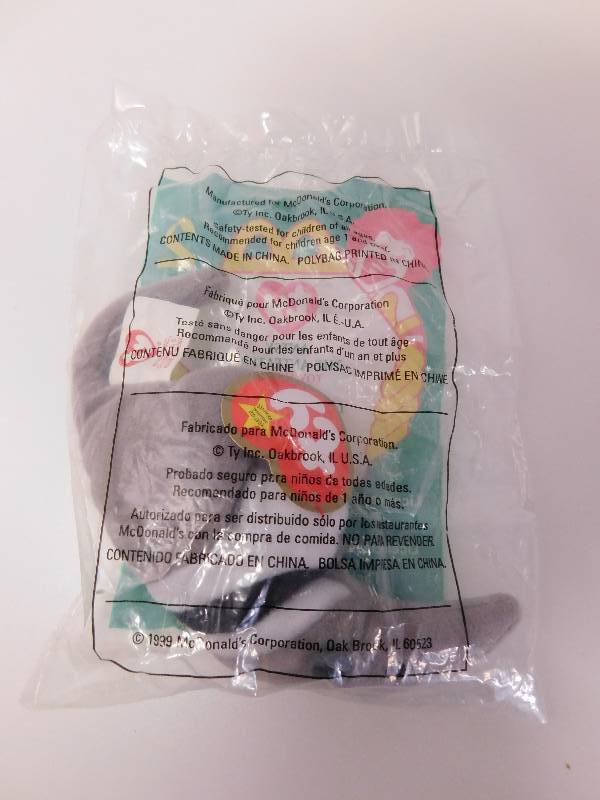 Manufactured for McDonald's Corporation.
©Ty Inc. Oakbrook, IL U.S.A.
Safety-tested for children of all ages.
Recommended for children age 1 and over.
CONTENTS MADE IN CHINA. POLYBAG PRINTED IN CHINA.
Fabriqué pour McDonald's Corporation
©Ty Inc. Oakbrook, IL É.-U.A.
Testé sans danger pour les enfants de tout âge
Recommandé pour les enfants d'un an et plus
CONTENU FABRIQUÉ EN CHINE POLYSAC IMPRIMÉ EN CHINE
ty
Fabricado para McDonald's Corporation.
© Ty Inc. Oakbrook, IL U.S.A.
Probado seguro para niños de todas edades.
Recomendado para niños de 1 año o más.
Autorizado para ser distribuido sólo por los restaurantes
McDonald's con la compra de comida. NO PARA REVENDER.
CONTENIDO FABRICADO EN CHINA. BOLSA IMPRESA EN CHINA.
© 1999 McDonald's Corporation, Oak Brook, IL 60523